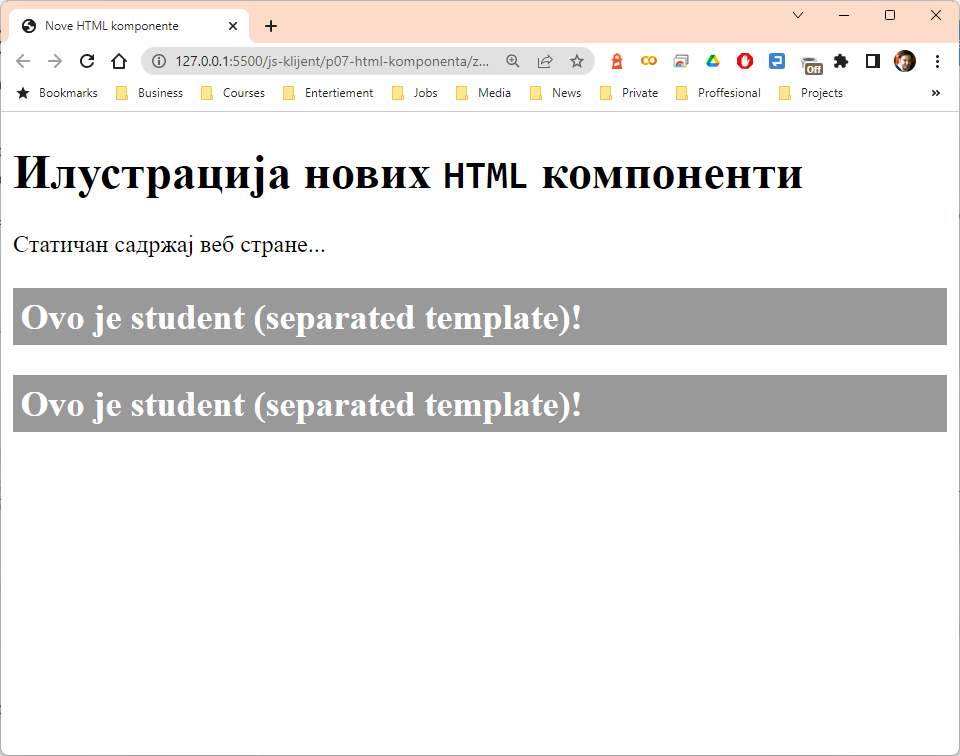 Nove HTML komponente
127.0.0.1:5500/js-klijent/p07-html-komponenta/z...
Off
Bookmarks Business Courses Entertiement Jobs Media News Private Proffesional Projects »
Илустрација нових HTML компоненти
Статичан садржај веб стране...
Ovo je student (separated template)!
Ovo je student (separated template)!